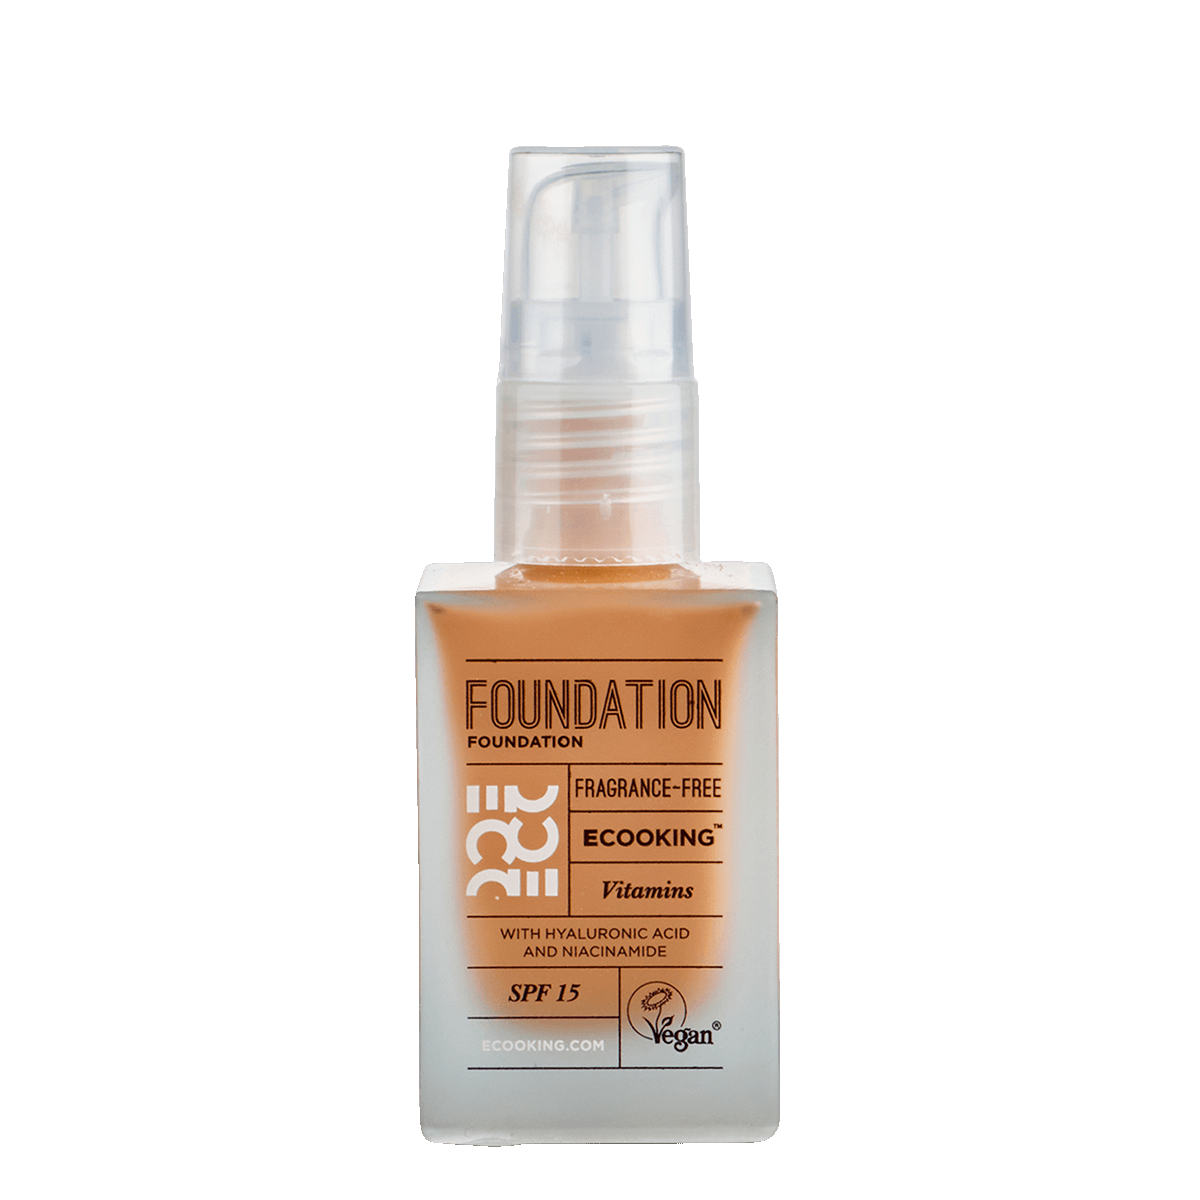 FOUNDATION
FOUNDATION
FRAGRANCE~FREE
ECOOKING™
Vitamins
WITH HYALURONIC ACID
AND NIACINAMIDE
SPF 15
Vegan®
ECOOKING.COM